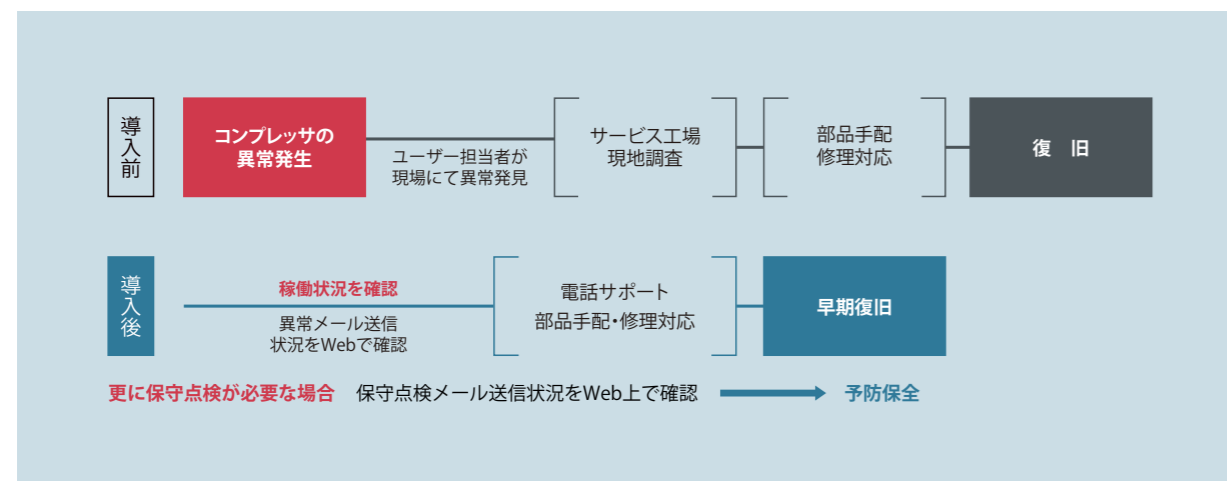 導入前
コンプレッサの
異常発生
ユーザー担当者が
現場にて異常発見
サービス工場
現地調査
部品手配
修理対応
復 旧
導入後
稼働状況を確認
異常メール送信
状況をWebで確認
電話サポート
部品手配・修理対応
早期復旧
更に保守点検が必要な場合 保守点検メール送信状況をWeb上で確認 予防保全